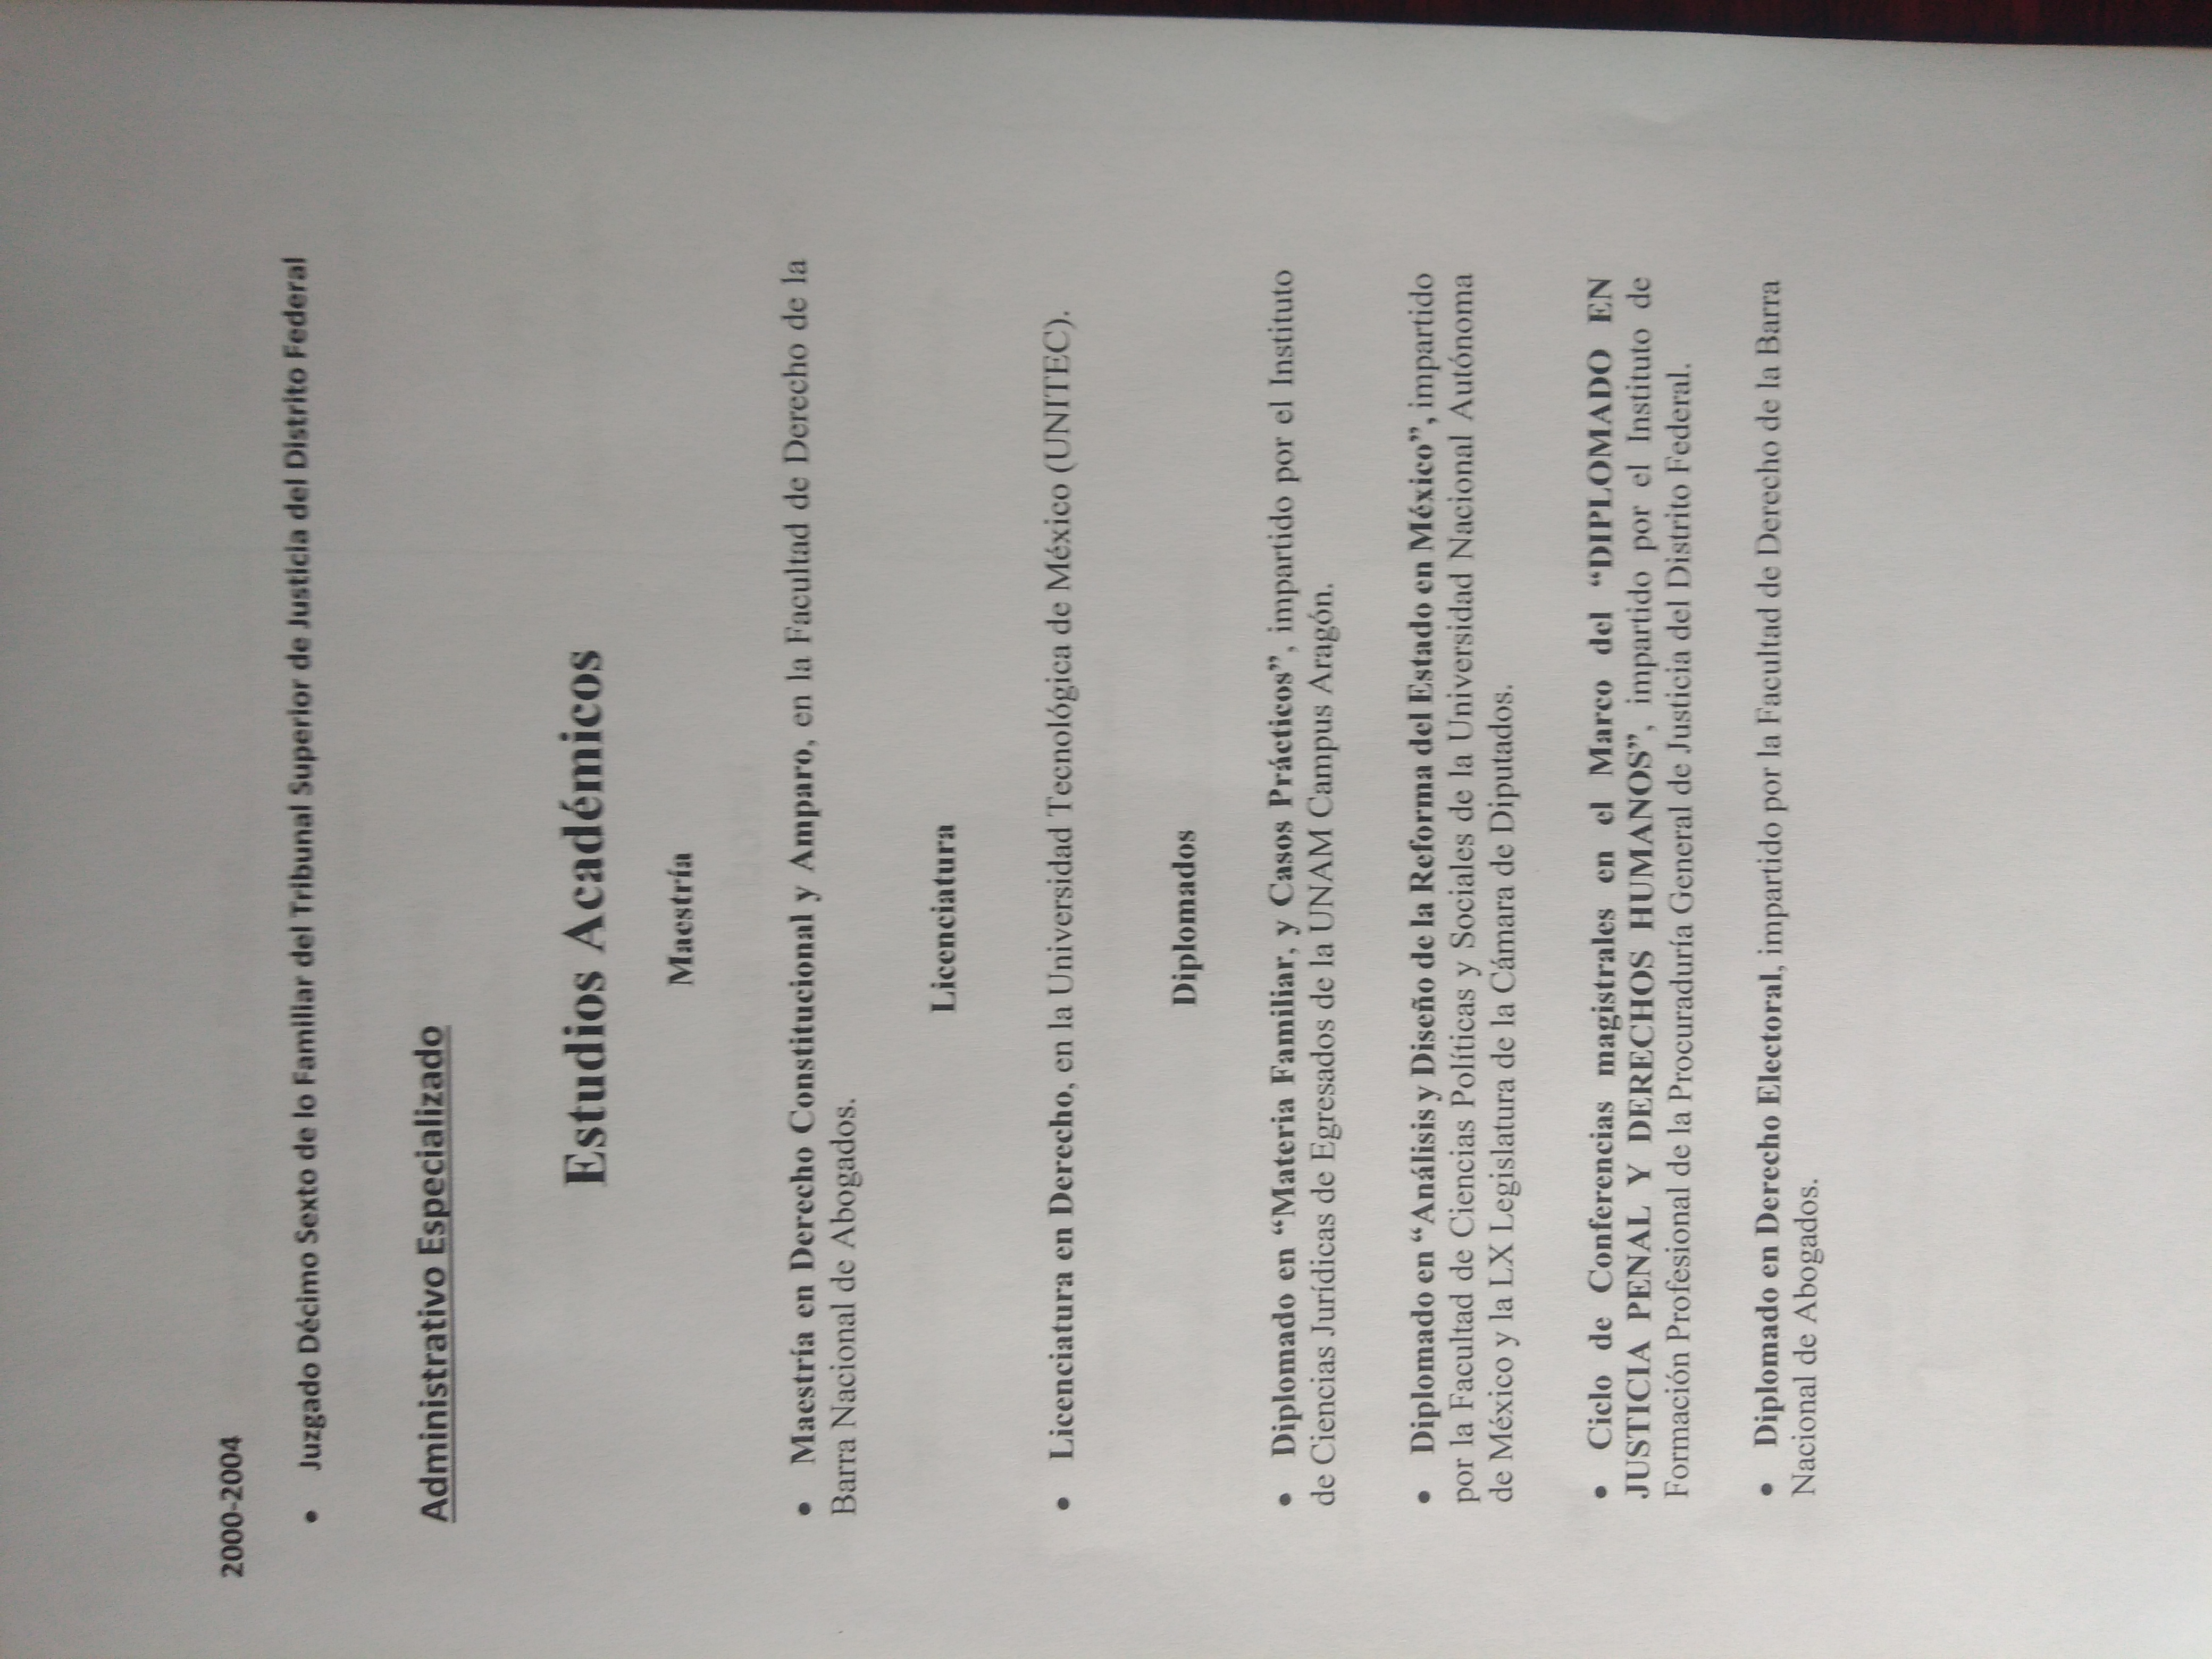 2000-2004
• Juzgado Décimo Sexto de lo Familiar del Tribunal Superior de Justicia del Distrito Federal
Administrativo Especializado
Estudios Académicos
Maestría
• Maestría en Derecho Constitucional y Amparo, en la Facultad de Derecho de la
Barra Nacional de Abogados.
Licenciatura
• Licenciatura en Derecho, en la Universidad Tecnológica de México (UNITEC).
Diplomados
• Diplomado en “Materia Familiar, y Casos Prácticos”, impartido por el Instituto
de Ciencias Jurídicas de Egresados de la UNAM Campus Aragón.
• Diplomado en “Análisis y Diseño de la Reforma del Estado en México”, impartido
por la Facultad de Ciencias Políticas y Sociales de la Universidad Nacional Autónoma
de México y la LX Legislatura de la Cámara de Diputados.
• Ciclo de Conferencias magistrales en el Marco del “DIPLOMADO EN
JUSTICIA PENAL Y DERECHOS HUMANOS”, impartido por el Instituto de
Formación Profesional de la Procuraduría General de Justicia del Distrito Federal.
• Diplomado en Derecho Electoral, impartido por la Facultad de Derecho de la Barra
Nacional de Abogados.